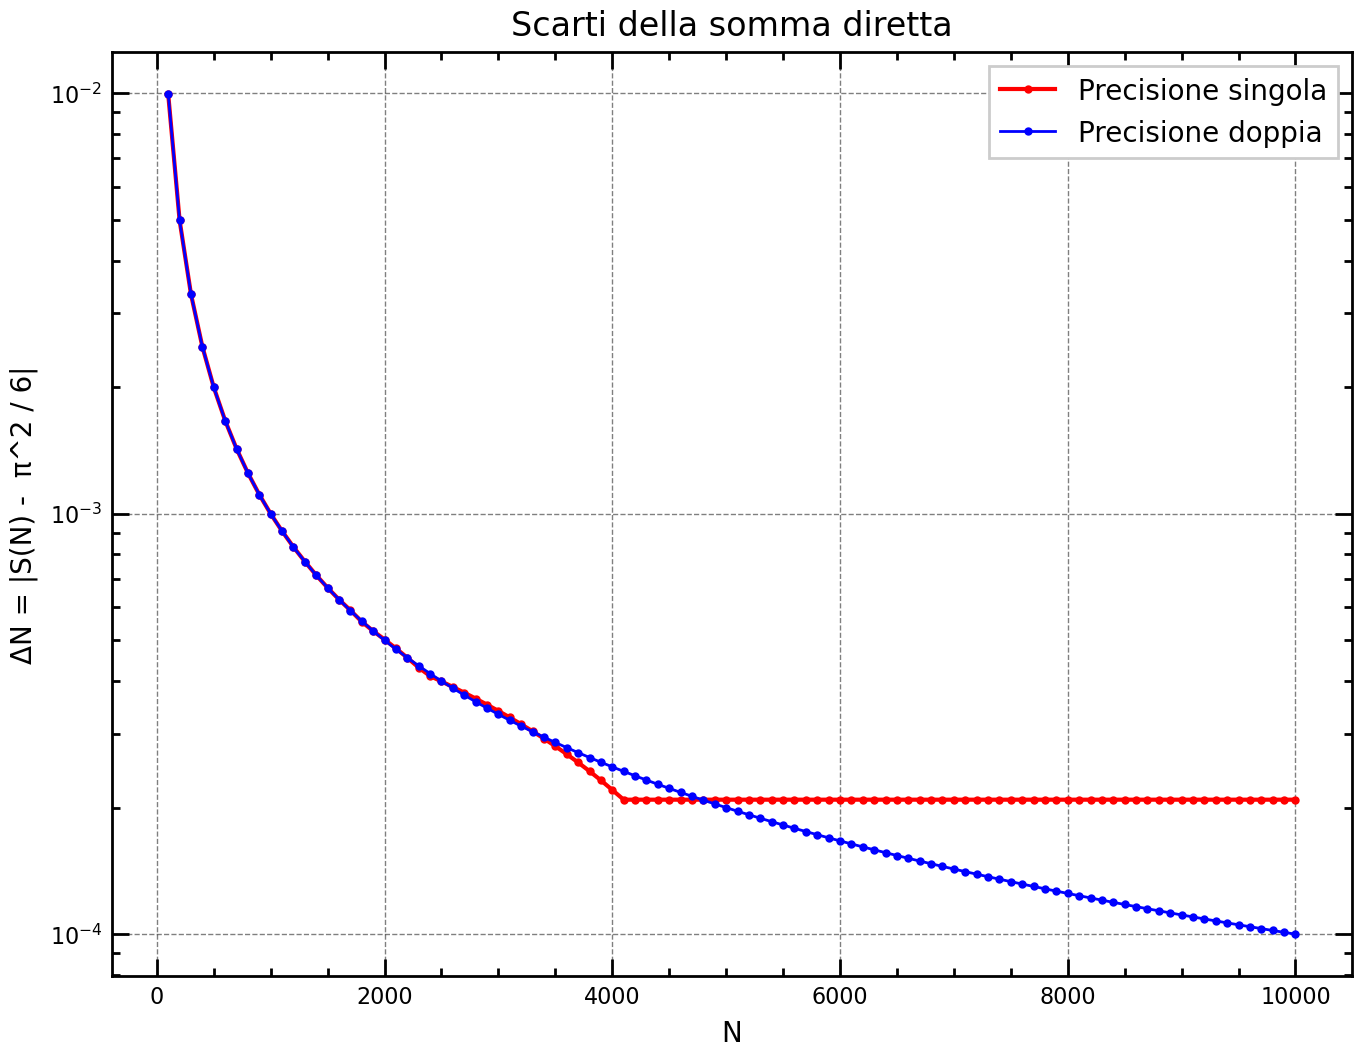 Scarti della somma diretta
Precisione singola
Precisione doppia
ΔN = |S(N) - π^2 / 6|
10⁻²
10⁻³
10⁻⁴
0 2000 4000 6000 8000 10000
N